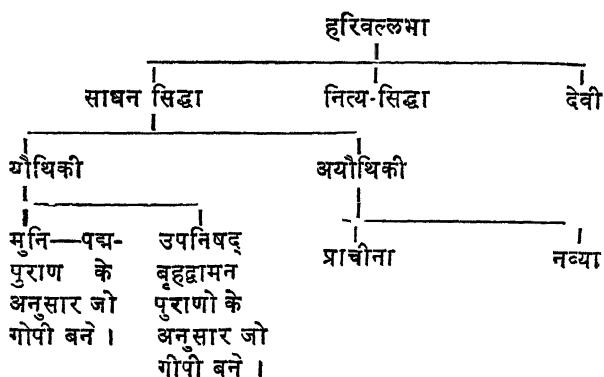 हरिवल्लभा
साधन सिद्धा नित्य-सिद्धा देवी
यौथिकी अयौथिकी
मुनि—पद्म- उपनिषद् प्राचीना नव्या
पुराण के बृहद्वामन
अनुसार जो पुराणो के
गोपी बने । अनुसार जो
गीपी बने ।